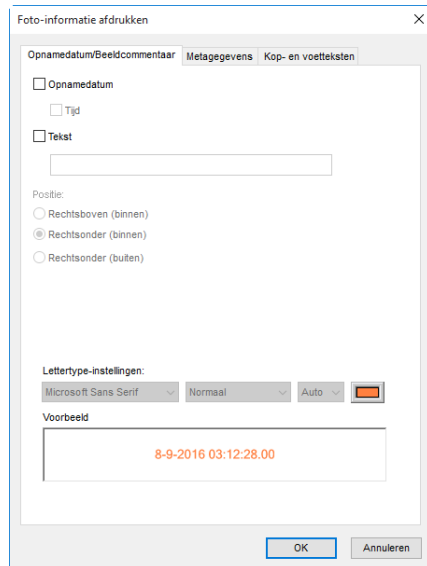 Foto-informatie afdrukken
Opnamedatum/Beeldcommentaar Metagegevens Kop- en voetteksten
Opnamedatum
Tijd
Tekst
Positie:
Rechtsboven (binnen)
Rechtsonder (binnen)
Rechtsonder (buiten)
Lettertype-instellingen:
Microsoft Sans Serif Normaal Auto
Voorbeeld
8-9-2016 03:12:28.00
OK Annuleren